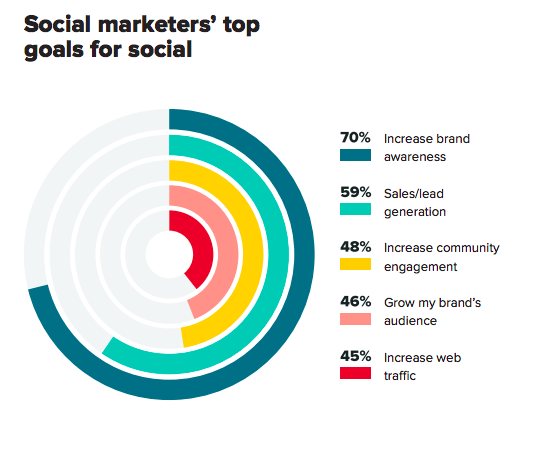 Social marketers’ top
goals for social
70% Increase brand
awareness
59% Sales/lead
generation
48% Increase community
engagement
46% Grow my brand’s
audience
45% Increase web
traffic